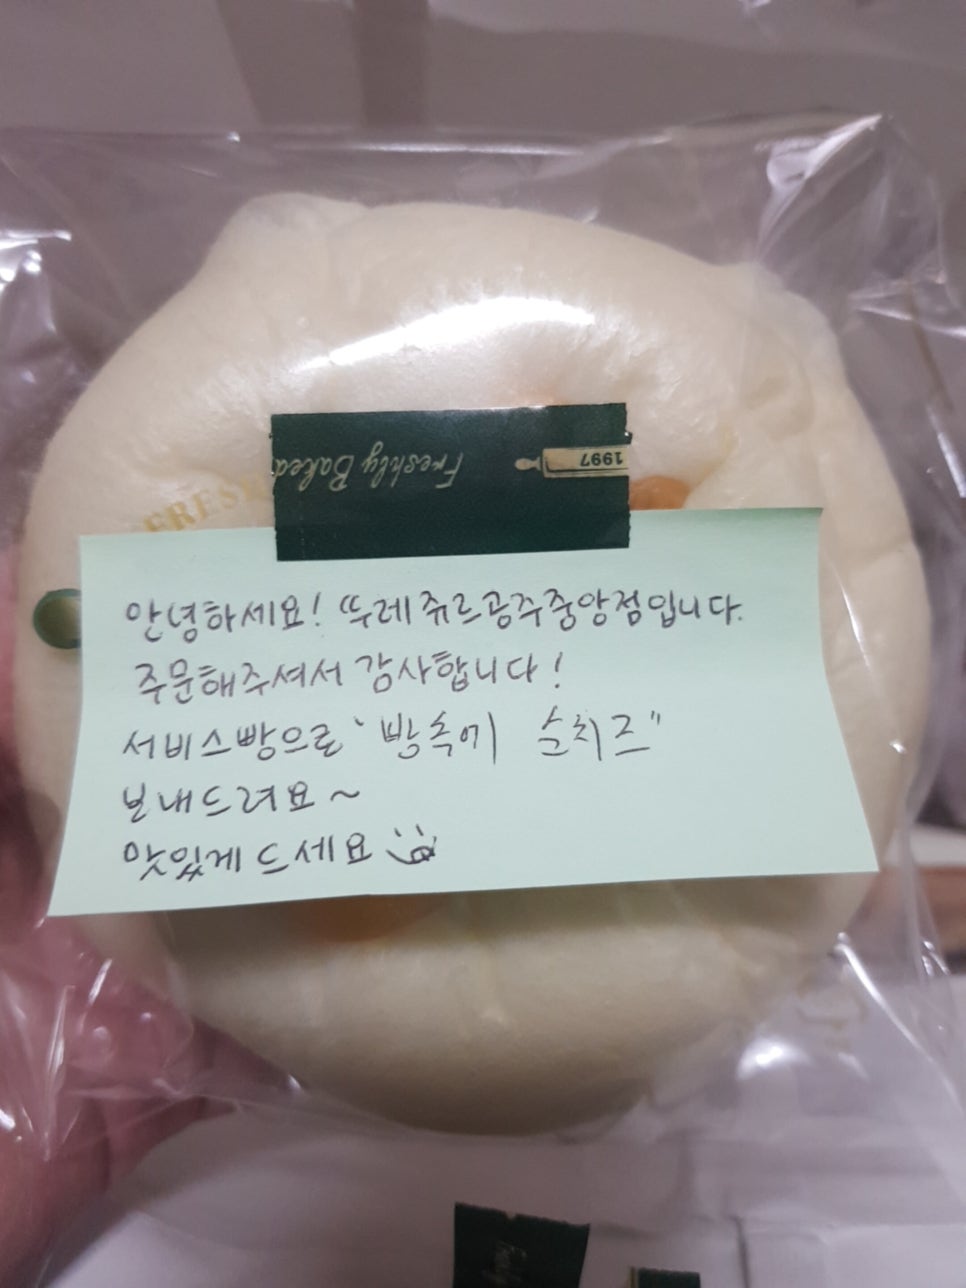 1997
Freshly Baked
FRES
안녕하세요! 뚜레쥬르공주중앙점입니다.
주문해주셔서 감사합니다!
서비스빵으로 "빵속에 순치즈"
보내드려요~
맛있게 드세요